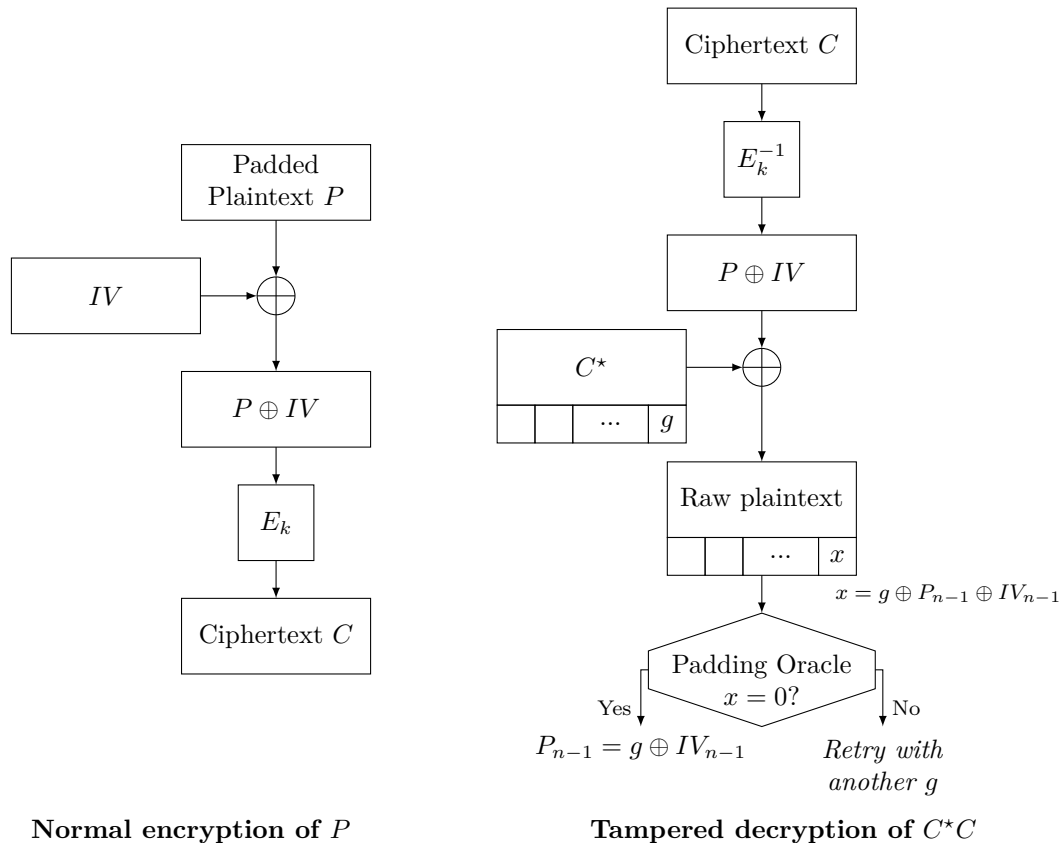 Padded
Plaintext P
IV
P ⊕ IV
E_k
Ciphertext C
Normal encryption of P
Ciphertext C
E_k^{-1}
P ⊕ IV
C⋆
... g
Raw plaintext
... x
x = g ⊕ P_{n−1} ⊕ IV_{n−1}
Padding Oracle
x = 0?
Yes
No
P_{n−1} = g ⊕ IV_{n−1}
Retry with
another g
Tampered decryption of C⋆C